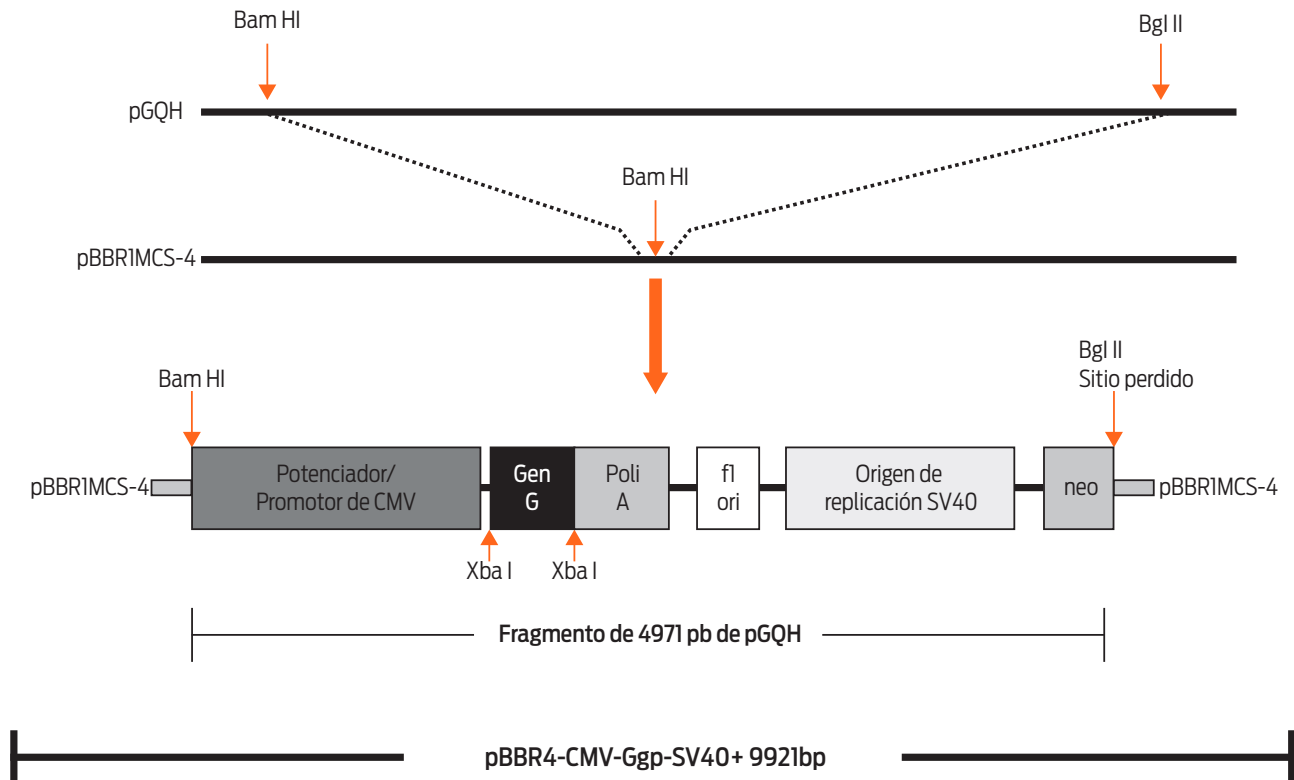 Bam HI
Bgl II
pGQH
Bam HI
pBBR1MCS-4
Bgl II
Sitio perdido
Bam HI
pBBR1MCS-4
Potenciador/
Promotor de CMV
Gen
G
Poli
A
f1
ori
Origen de
replicación SV40
neo
pBBR1MCS-4
Xba I
Xba I
Fragmento de 4971 pb de pGQH
pBBR4-CMV-Ggp-SV40+ 9921bp